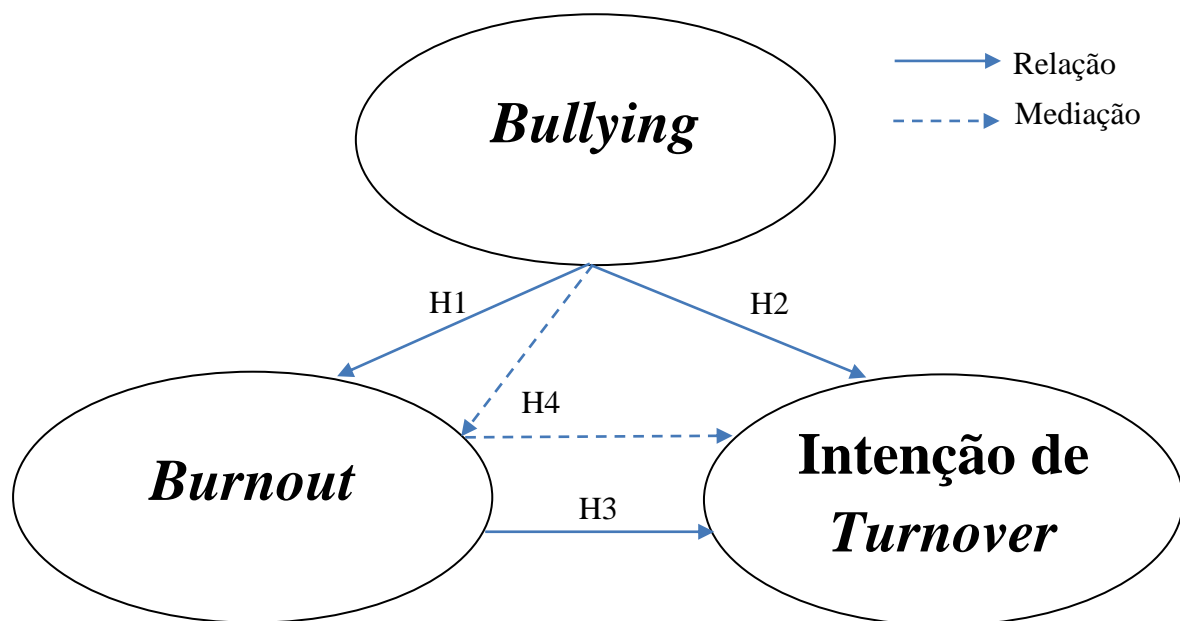 Bullying
Relação
Mediação
H1
H2
H4
Burnout
Intenção de
Turnover
H3